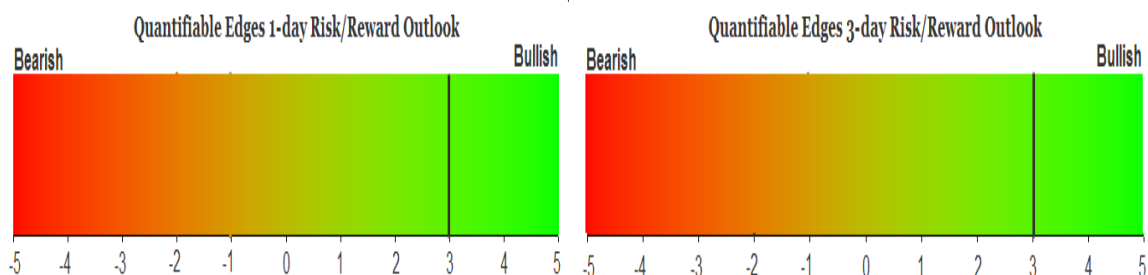 Quantifiable Edges 1-day Risk/Reward Outlook
Bearish Bullish
-5 -4 -3 -2 -1 0 1 2 3 4 5
Quantifiable Edges 3-day Risk/Reward Outlook
Bearish Bullish
-5 -4 -3 -2 -1 0 1 2 3 4 5